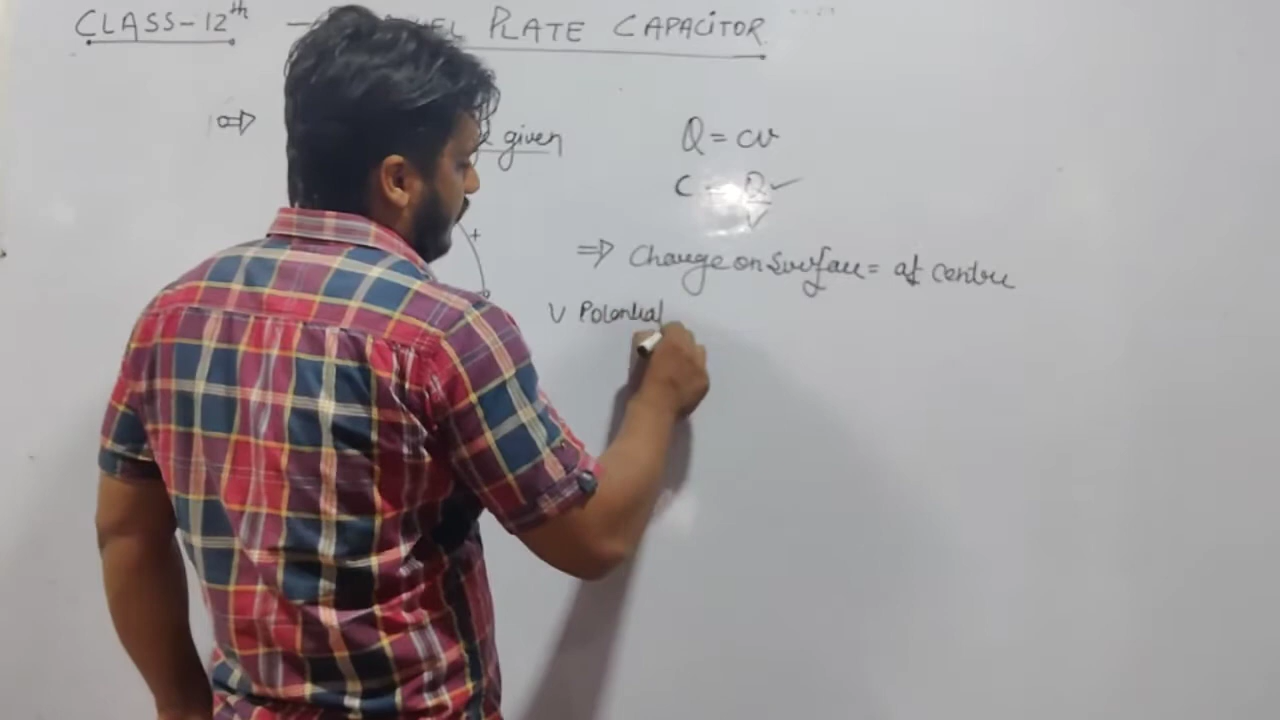 CLASS-12th — PLATE CAPACITOR
⇒ given
Q = cv
C = Q ✓
V
⇒ Charge on Surface = at centre
V Potential
+